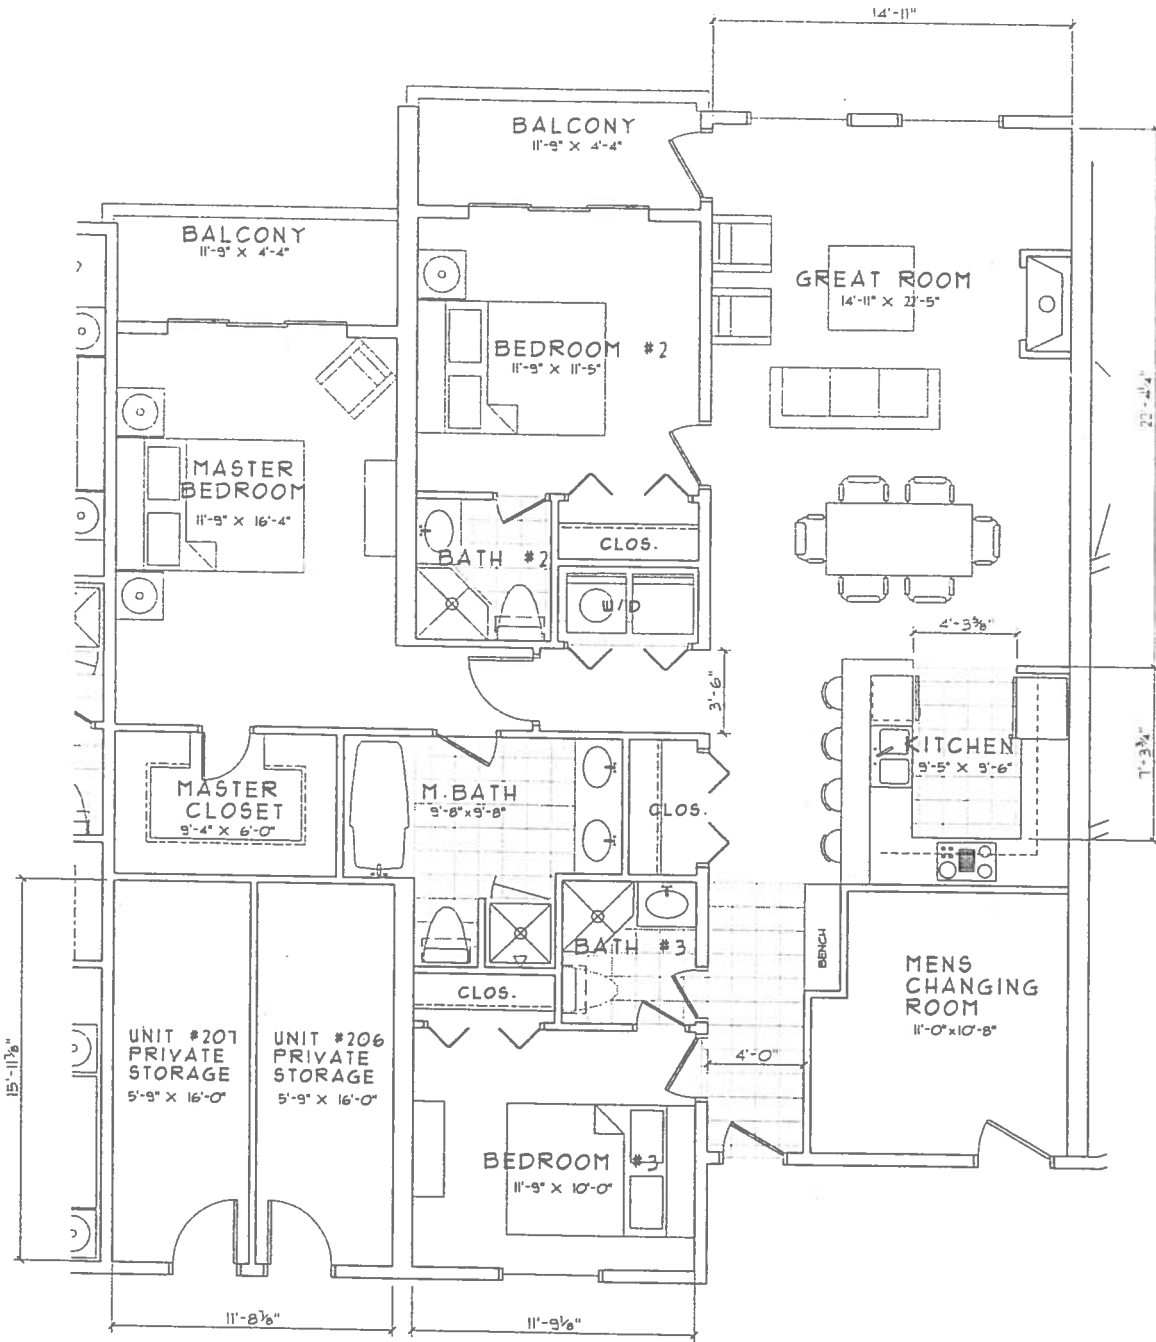 14'-11"
BALCONY
11'-9" X 4'-4"
BALCONY
11'-9" X 4'-4"
GREAT ROOM
14'-11" X 22'-5"
BEDROOM #2
11'-9" X 11'-5"
22'-4¼"
MASTER
BEDROOM
11'-9" X 16'-4"
CLOS.
BATH #2
W/D
4'-3⅜"
3'-6"
KITCHEN
9'-5" X 9'-6"
7'-3¾"
MASTER
CLOSET
9'-4" X 6'-0"
M. BATH
9'-8" x 9'-8"
CLOS.
BENCH
BATH #3
MENS
CHANGING
ROOM
11'-0" x 10'-8"
CLOS.
UNIT #207
PRIVATE
STORAGE
5'-9" X 16'-0"
UNIT #206
PRIVATE
STORAGE
5'-9" X 16'-0"
15'-11⅞"
4'-0"
BEDROOM #3
11'-9" X 10'-0"
11'-8⅞"
11'-9⅛"